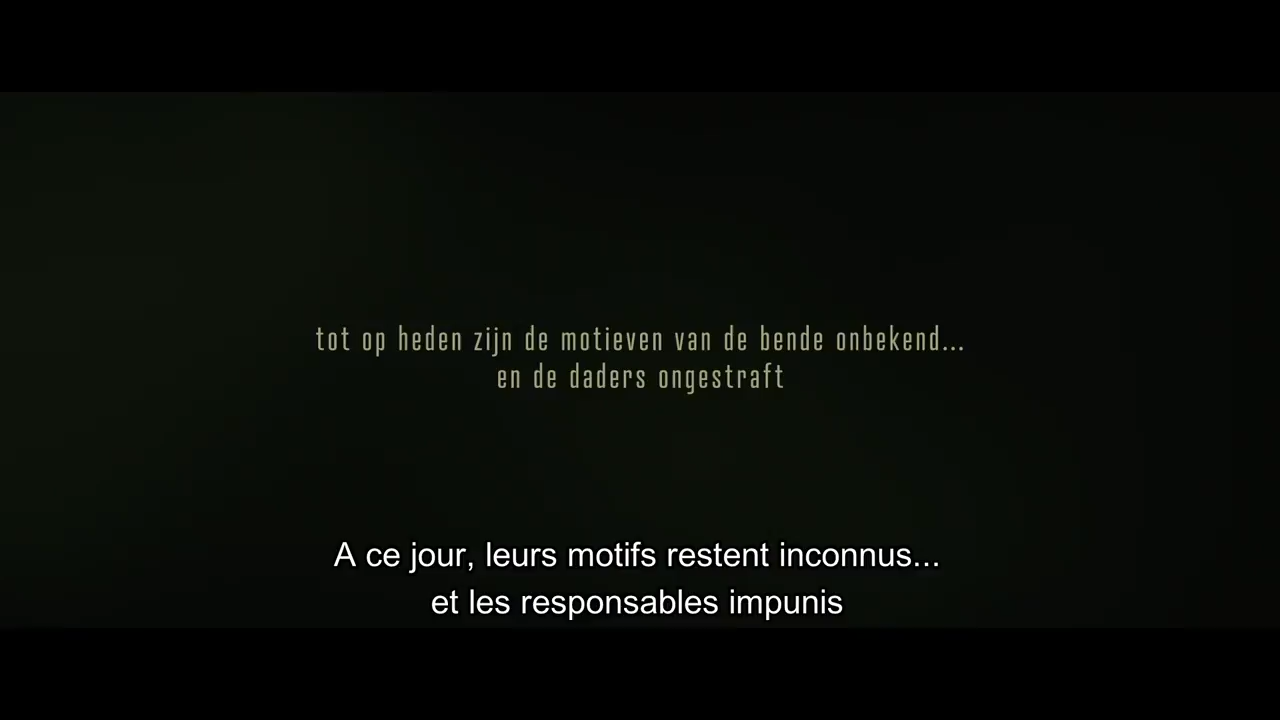 tot op heden zijn de motieven van de bende onbekend...
en de daders ongestraft
A ce jour, leurs motifs restent inconnus...
et les responsables impunis